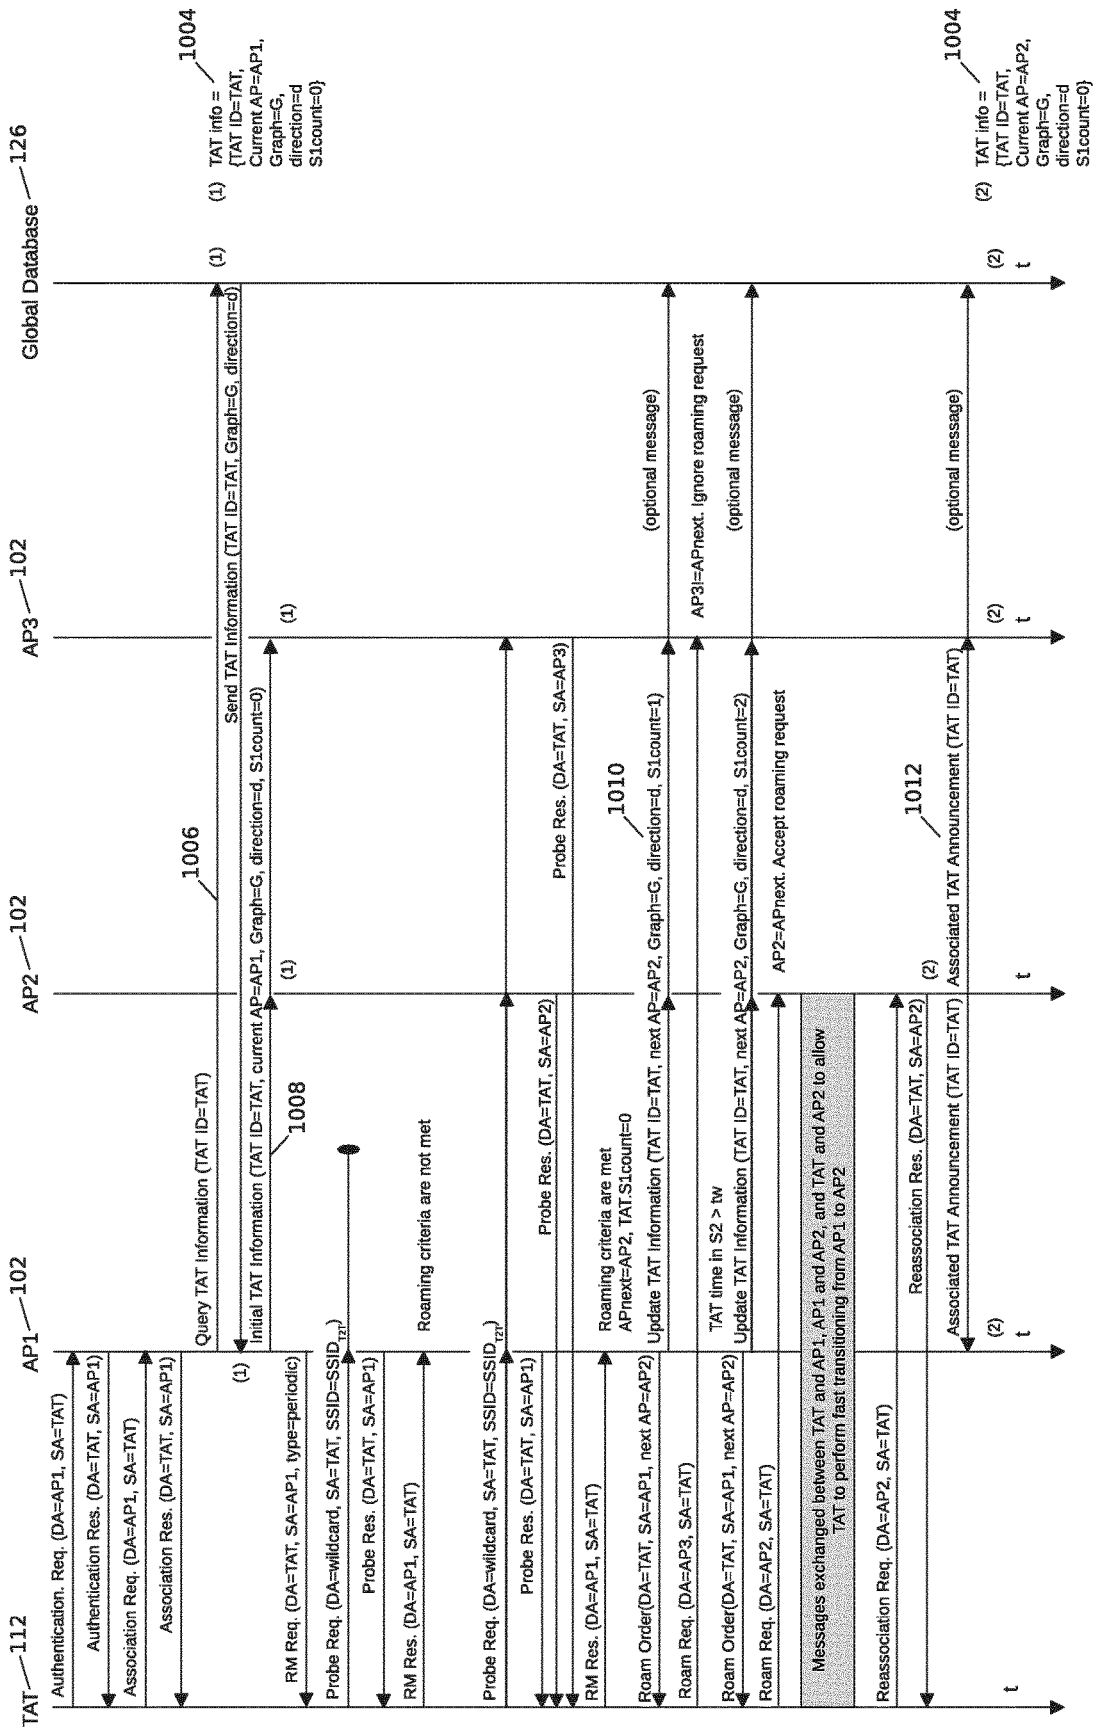 TAT 112
AP1 102
AP2 102
AP3 102
Global Database 126
Authentication. Req. (DA=AP1, SA=TAT)
Authentication Res. (DA=TAT, SA=AP1)
Association Req. (DA=AP1, SA=TAT)
Association Res. (DA=TAT, SA=AP1)
Query TAT Information (TAT ID=TAT)
1006
(1)
(1)
TAT info =
{TAT ID=TAT,
Current AP=AP1,
Graph=G,
direction=d
S1count=0}
1004
Send TAT Information (TAT ID=TAT, Graph=G, direction=d)
(1)
Initial TAT Information (TAT ID=TAT, current AP=AP1, Graph=G, direction=d, S1count=0)
1008
(1)
(1)
RM Req. (DA=TAT, SA=AP1, type=periodic)
Probe Req. (DA=wildcard, SA=TAT, SSID=SSIDT2T)
Probe Res. (DA=TAT, SA=AP1)
RM Res. (DA=AP1, SA=TAT)
Roaming criteria are not met
Probe Req. (DA=wildcard, SA=TAT, SSID=SSIDT2T)
Probe Res. (DA=TAT, SA=AP1)
Probe Res. (DA=TAT, SA=AP2)
Probe Res. (DA=TAT, SA=AP3)
RM Res. (DA=AP1, SA=TAT)
Roaming criteria are met
APnext=AP2, TAT.S1count=0
1010
Roam Order(DA=TAT, SA=AP1, next AP=AP2)
Update TAT Information (TAT ID=TAT, next AP=AP2, Graph=G, direction=d, S1count=1)
(optional message)
Roam Req. (DA=AP3, SA=TAT)
AP3!=APnext. Ignore roaming request
TAT time in S2 > tw
Roam Order(DA=TAT, SA=AP1, next AP=AP2)
Update TAT Information (TAT ID=TAT, next AP=AP2, Graph=G, direction=d, S1count=2)
(optional message)
Roam Req. (DA=AP2, SA=TAT)
AP2=APnext. Accept roaming request
Messages exchanged between TAT and AP1, AP1 and AP2, and TAT and AP2 to allow
TAT to perform fast transitioning from AP1 to AP2
Reassociation Req. (DA=AP2, SA=TAT)
Reassociation Res. (DA=TAT, SA=AP2)
(2)
1012
Associated TAT Announcement (TAT ID=TAT)
Associated TAT Announcement (TAT ID=TAT)
(optional message)
(2)
(2)
(2)
(2)
TAT info =
{TAT ID=TAT,
Current AP=AP2,
Graph=G,
direction=d
S1count=0}
1004
t
t
t
t
t